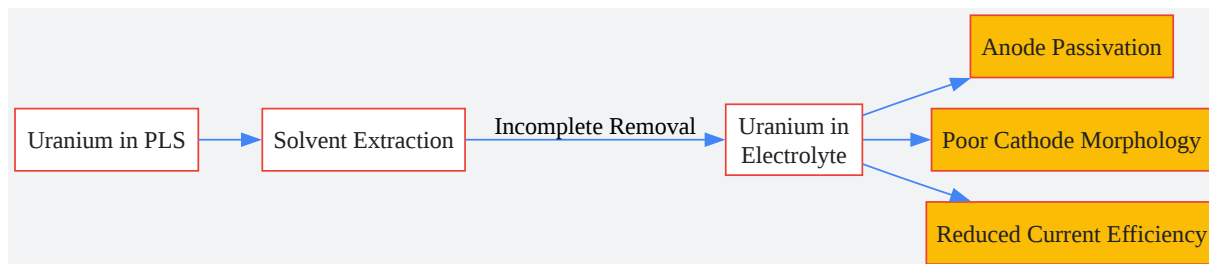 Uranium in PLS
Solvent Extraction
Incomplete Removal
Uranium in
Electrolyte
Anode Passivation
Poor Cathode Morphology
Reduced Current Efficiency